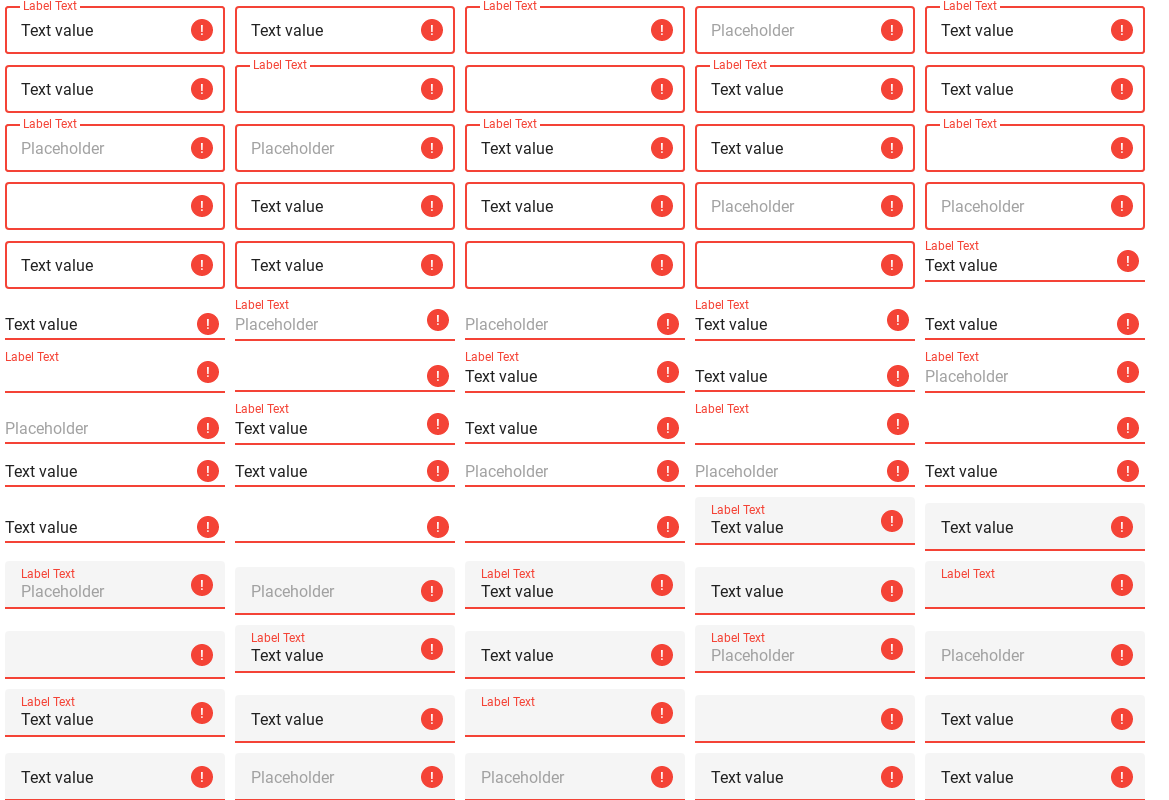 Label Text Label Text Label Text
Text value ! Text value ! ! Placeholder ! Text value !
Label Text Label Text
Text value ! ! ! Text value ! Text value !
Label Text Label Text Label Text
Placeholder ! Placeholder ! Text value ! Text value ! !
! Text value ! Text value ! Placeholder ! Placeholder !
Label Text
Text value ! Text value ! ! ! Text value !
Label Text Label Text
Text value ! Placeholder ! Placeholder ! Text value ! Text value !
Label Text Label Text Label Text
! ! Text value ! Text value ! Placeholder !
Label Text Label Text
Placeholder ! Text value ! Text value ! ! !
Text value ! Text value ! Placeholder ! Placeholder ! Text value !
Label Text
Text value ! ! ! Text value ! Text value !
Label Text Label Text Label Text
Placeholder ! Placeholder ! Text value ! Text value ! !
Label Text Label Text
! Text value ! Text value ! Placeholder ! Placeholder !
Label Text Label Text
Text value ! Text value ! ! ! Text value !
Text value ! Placeholder ! Placeholder ! Text value ! Text value !